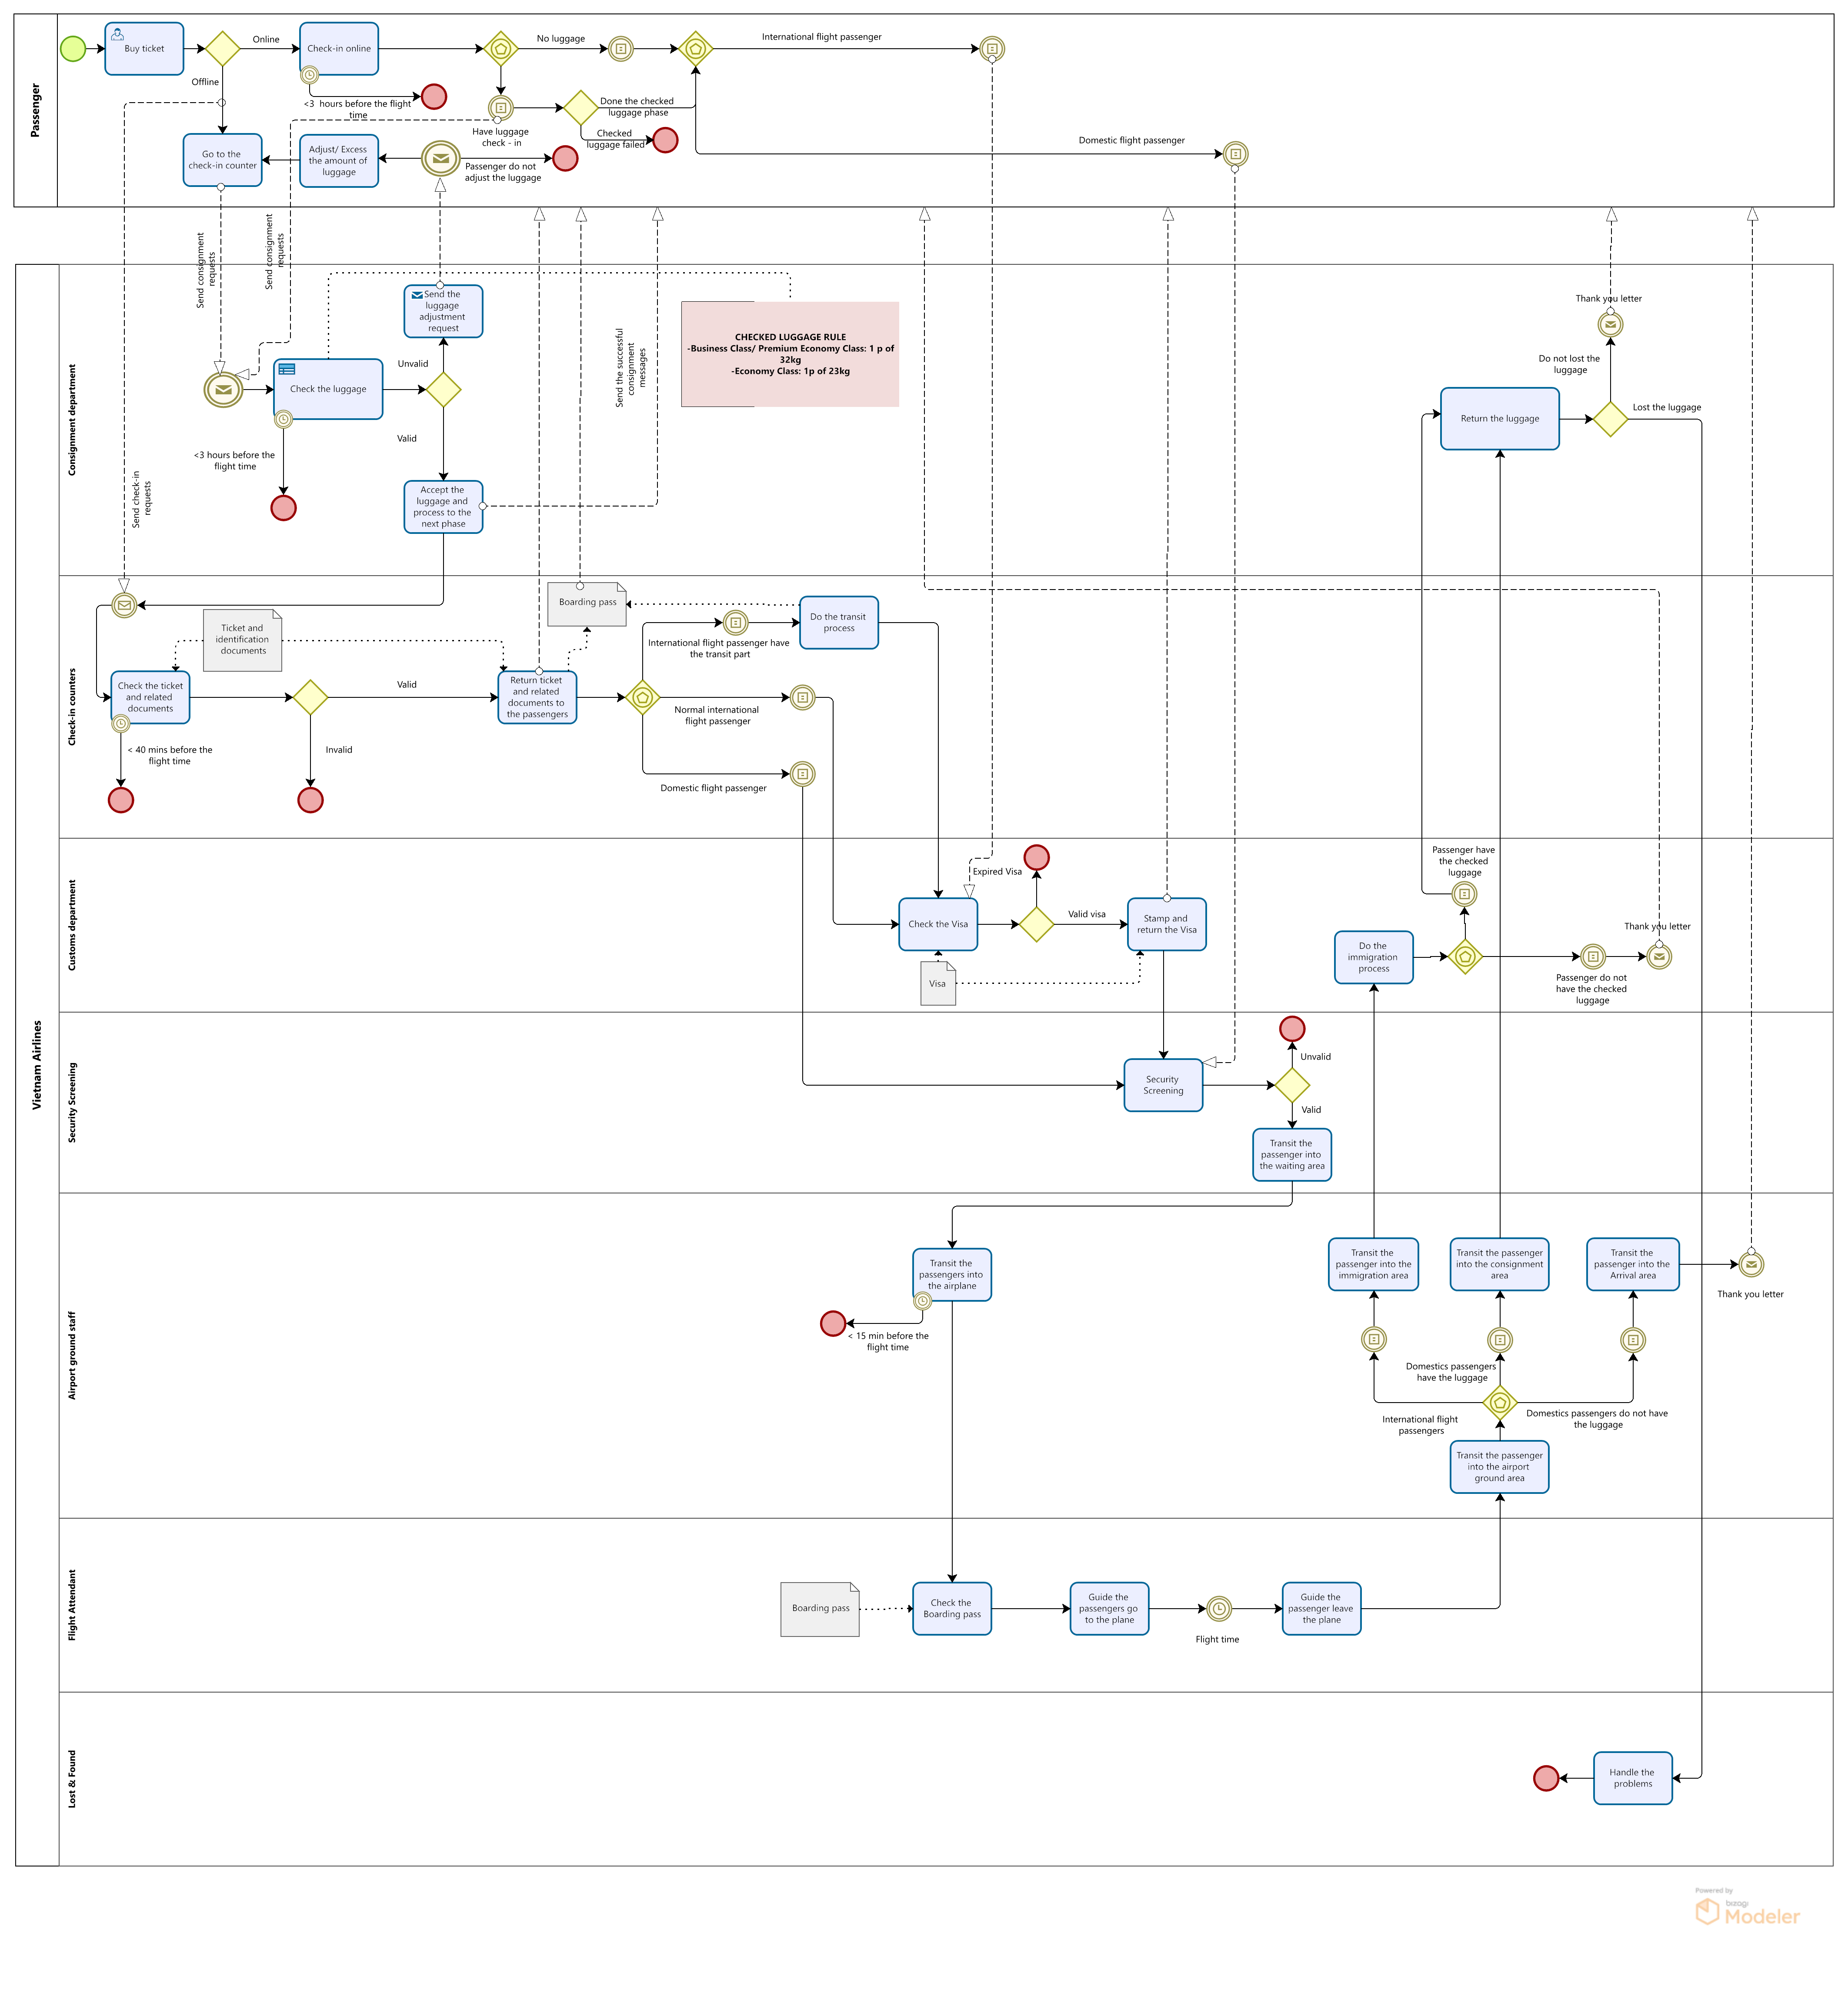 Passenger
Buy ticket
Online
Offline
Check-in online
<3 hours before the flight
time
No luggage
Have luggage
check - in
Done the checked
luggage phase
Checked
luggage failed
International flight passenger
Domestic flight passenger
Go to the
check-in counter
Adjust/ Excess
the amount of
luggage
Passenger do not
adjust the luggage
Send consignment
requests
Send consignment
requests
Send check-in
requests
Send the successful
consignment
messages
Vietnam Airlines
Consignment department
Send the
luggage
adjustment
request
Unvalid
Check the luggage
Valid
<3 hours before the
flight time
Accept the
luggage and
process to the
next phase
CHECKED LUGGAGE RULE
-Business Class/ Premium Economy Class: 1 p of
32kg
-Economy Class: 1p of 23kg
Thank you letter
Do not lost the
luggage
Return the luggage
Lost the luggage
Check-in counters
Ticket and
identification
documents
Boarding pass
Do the transit
process
International flight passenger have
the transit part
Check the ticket
and related
documents
Valid
Return ticket
and related
documents to
the passengers
Normal international
flight passenger
< 40 mins before the
flight time
Invalid
Domestic flight passenger
Customs department
Expired Visa
Check the Visa
Valid visa
Stamp and
return the Visa
Visa
Passenger have
the checked
luggage
Do the
immigration
process
Thank you letter
Passenger do not
have the checked
luggage
Security Screening
Security
Screening
Unvalid
Valid
Transit the
passenger into
the waiting area
Airport ground staff
Transit the
passengers into
the airplane
< 15 min before the
flight time
Transit the
passenger into the
immigration area
Transit the passenger
into the consignment
area
Transit the
passenger into the
Arrival area
Thank you letter
Domestics passengers
have the luggage
International flight
passengers
Domestics passengers do not have
the luggage
Transit the passenger
into the airport
ground area
Flight Attendant
Boarding pass
Check the
Boarding pass
Guide the
passengers go
to the plane
Flight time
Guide the
passenger leave
the plane
Lost & Found
Handle the
problems
Powered by
bizagi
Modeler